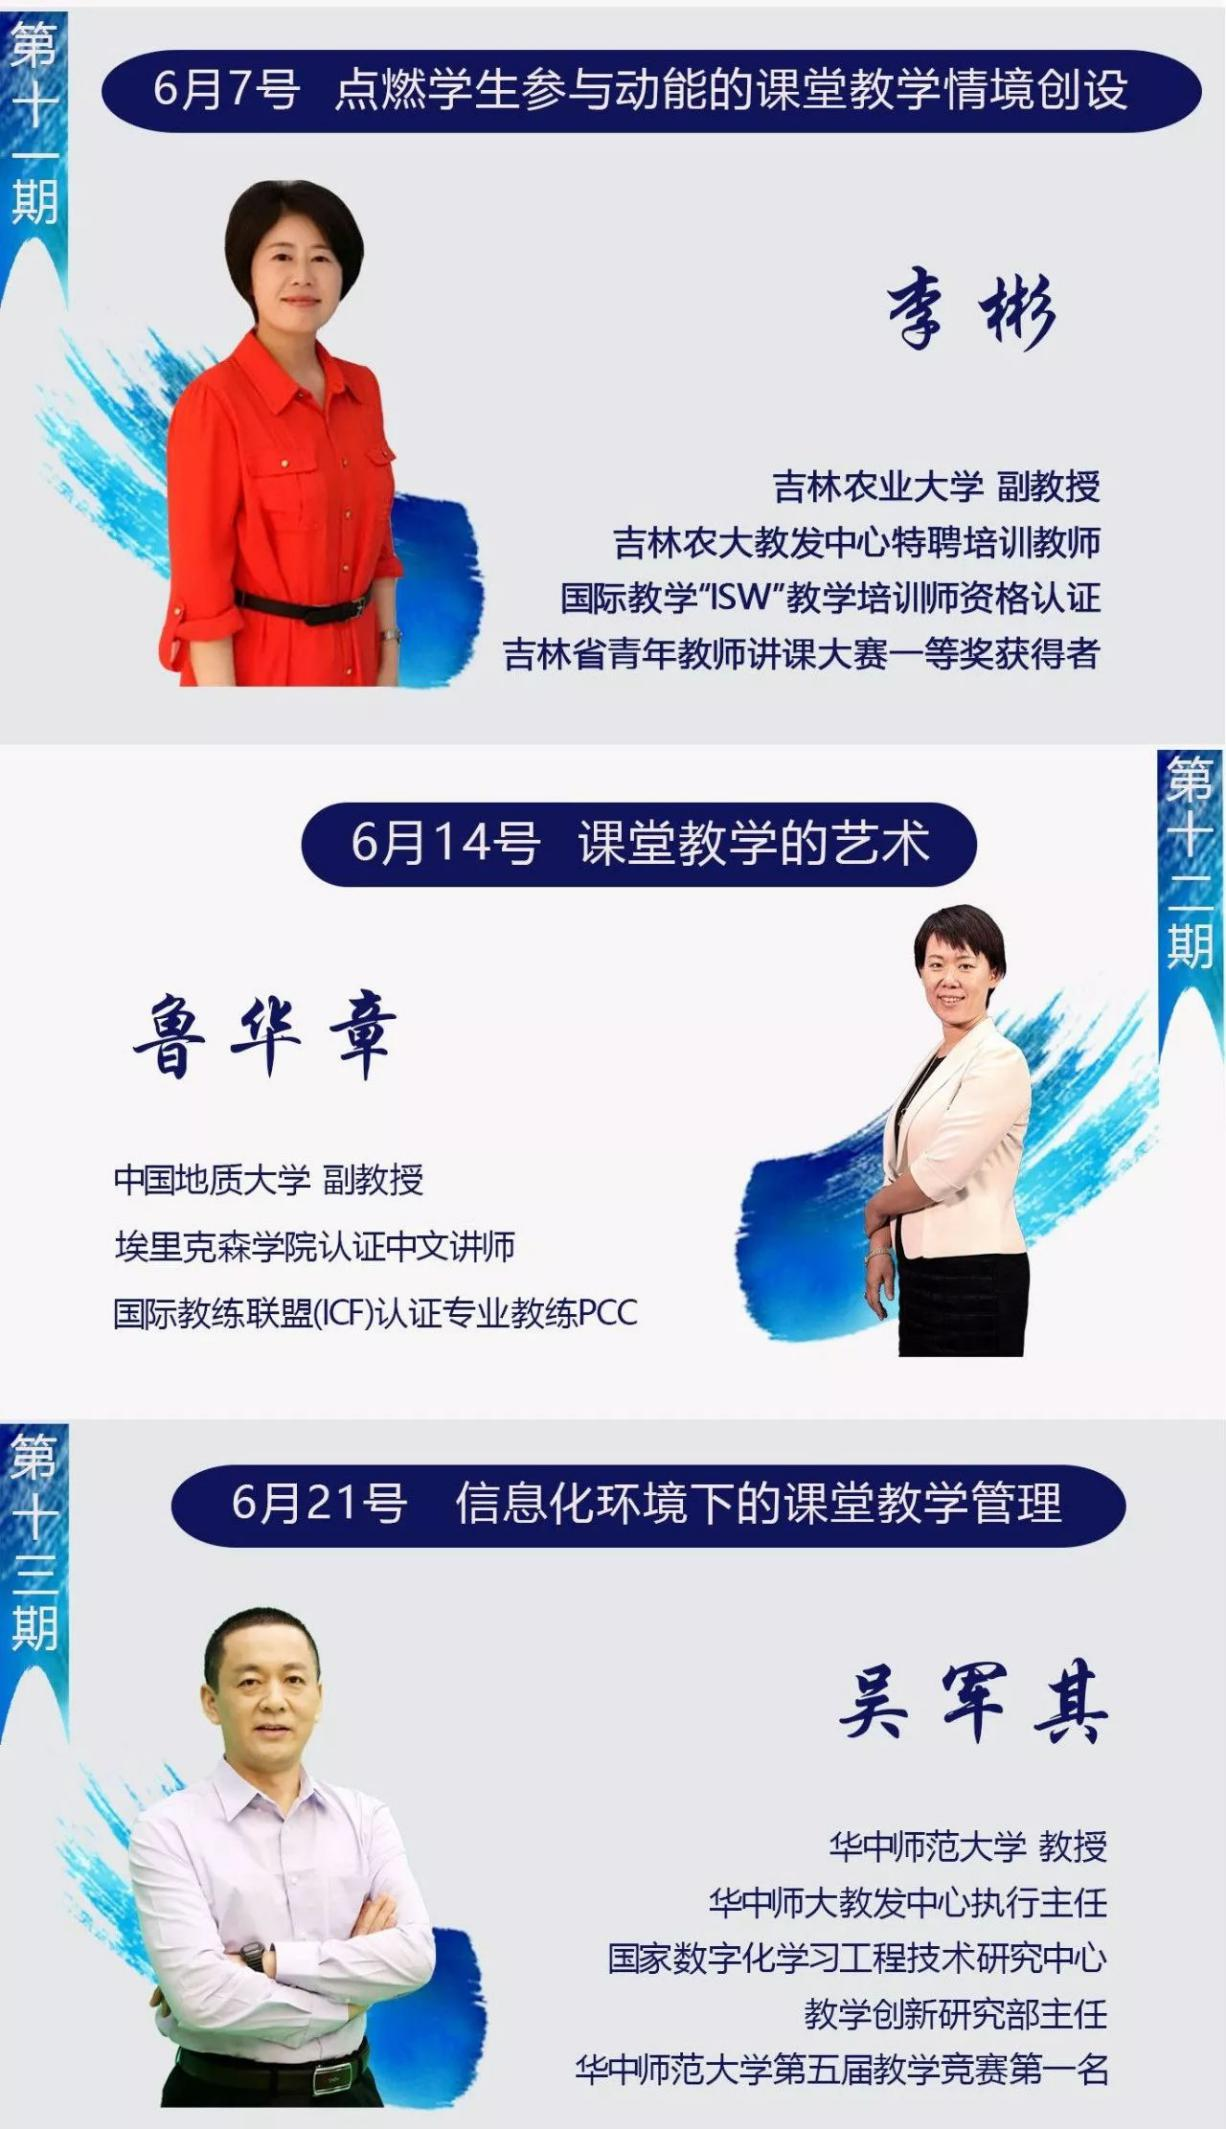 第十一期
6月7号 点燃学生参与动能的课堂教学情境创设
李彬
吉林农业大学 副教授
吉林农大教发中心特聘培训教师
国际教学“ISW”教学培训师资格认证
吉林省青年教师讲课大赛一等奖获得者
第十二期
6月14号 课堂教学的艺术
鲁华章
中国地质大学 副教授
埃里克森学院认证中文讲师
国际教练联盟(ICF)认证专业教练PCC
第十三期
6月21号 信息化环境下的课堂教学管理
吴军其
华中师范大学 教授
华中师大教发中心执行主任
国家数字化学习工程技术研究中心
教学创新研究部主任
华中师范大学第五届教学竞赛第一名